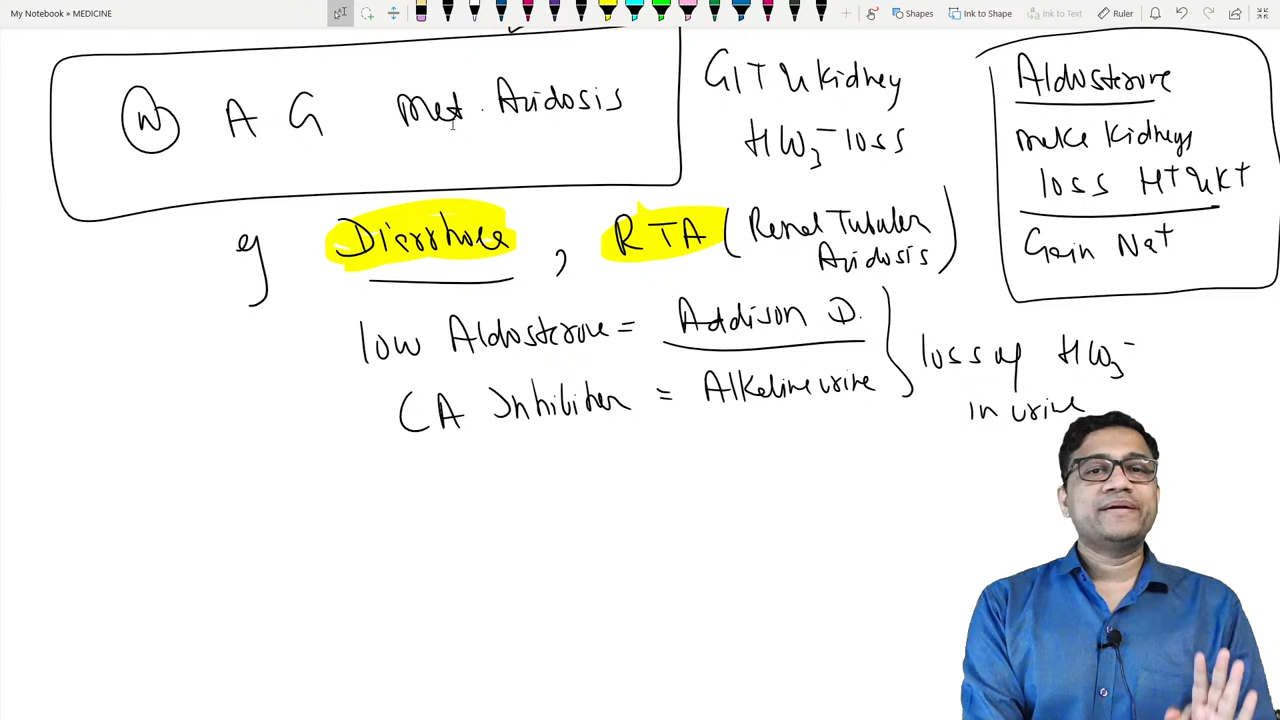 My Notebook » MEDICINE
Shapes
Ink to Shape
Ink to Text
Ruler
N A G Met. Acidosis
GIT & Kidney
HCO3- loss
Aldosterone
make Kidneys
loss H+ & K+
Gain Na+
eg Diarrhoea, RTA (Renal Tubular
Acidosis)
low Aldosterone = Addison D.
CA Inhibitor = Alkaline urine
loss of HCO3-
in urine